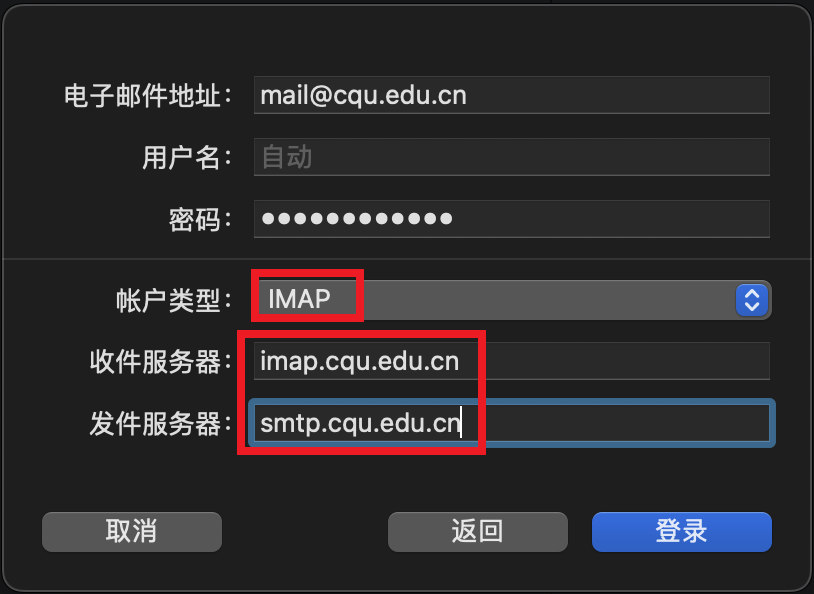 电子邮件地址： mail@cqu.edu.cn
用户名： 自动
密码： ●●●●●●●●●●●●
帐户类型： IMAP
收件服务器： imap.cqu.edu.cn
发件服务器： smtp.cqu.edu.cn
取消 返回 登录